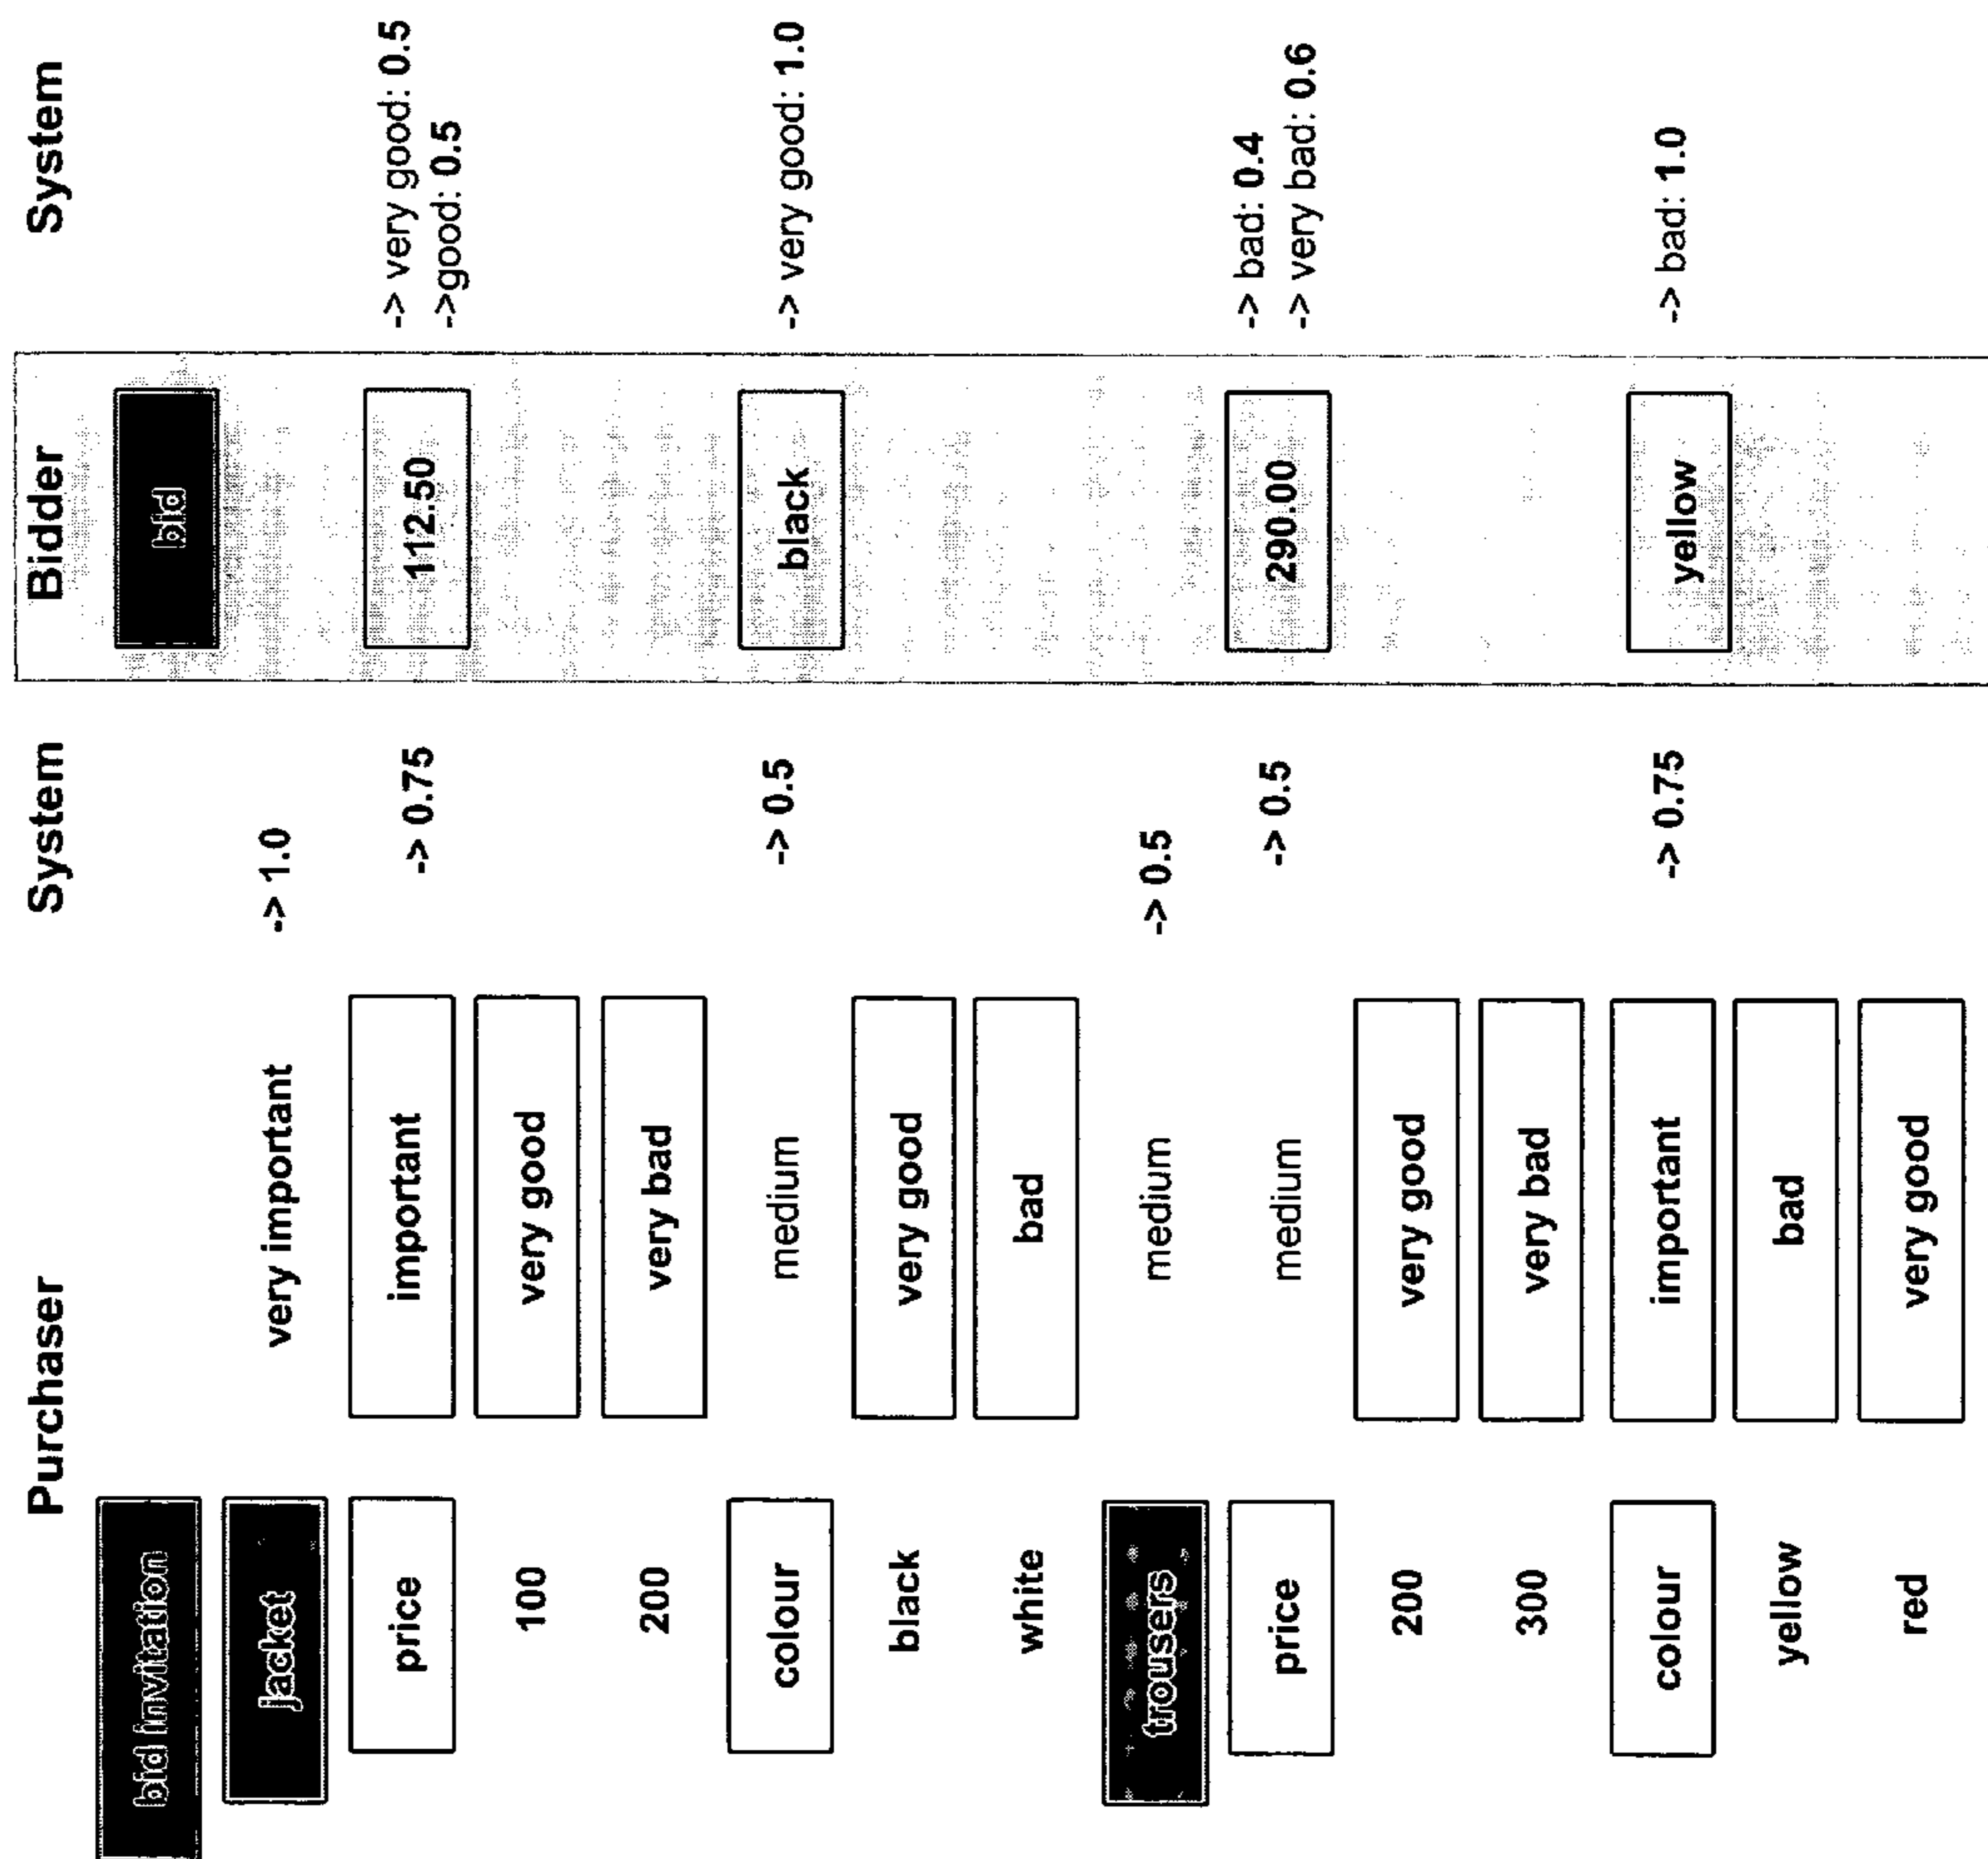 Purchaser System Bidder System
bid invitation bid
jacket very important -> 1.0
price important -> 0.75 112.50 -> very good: 0.5
->good: 0.5
100 very good
200 very bad
colour medium -> 0.5 black -> very good: 1.0
black very good
white bad
trousers medium -> 0.5
price medium -> 0.5 290.00 -> bad: 0.4
-> very bad: 0.6
200 very good
300 very bad
colour important -> 0.75 yellow -> bad: 1.0
yellow bad
red very good